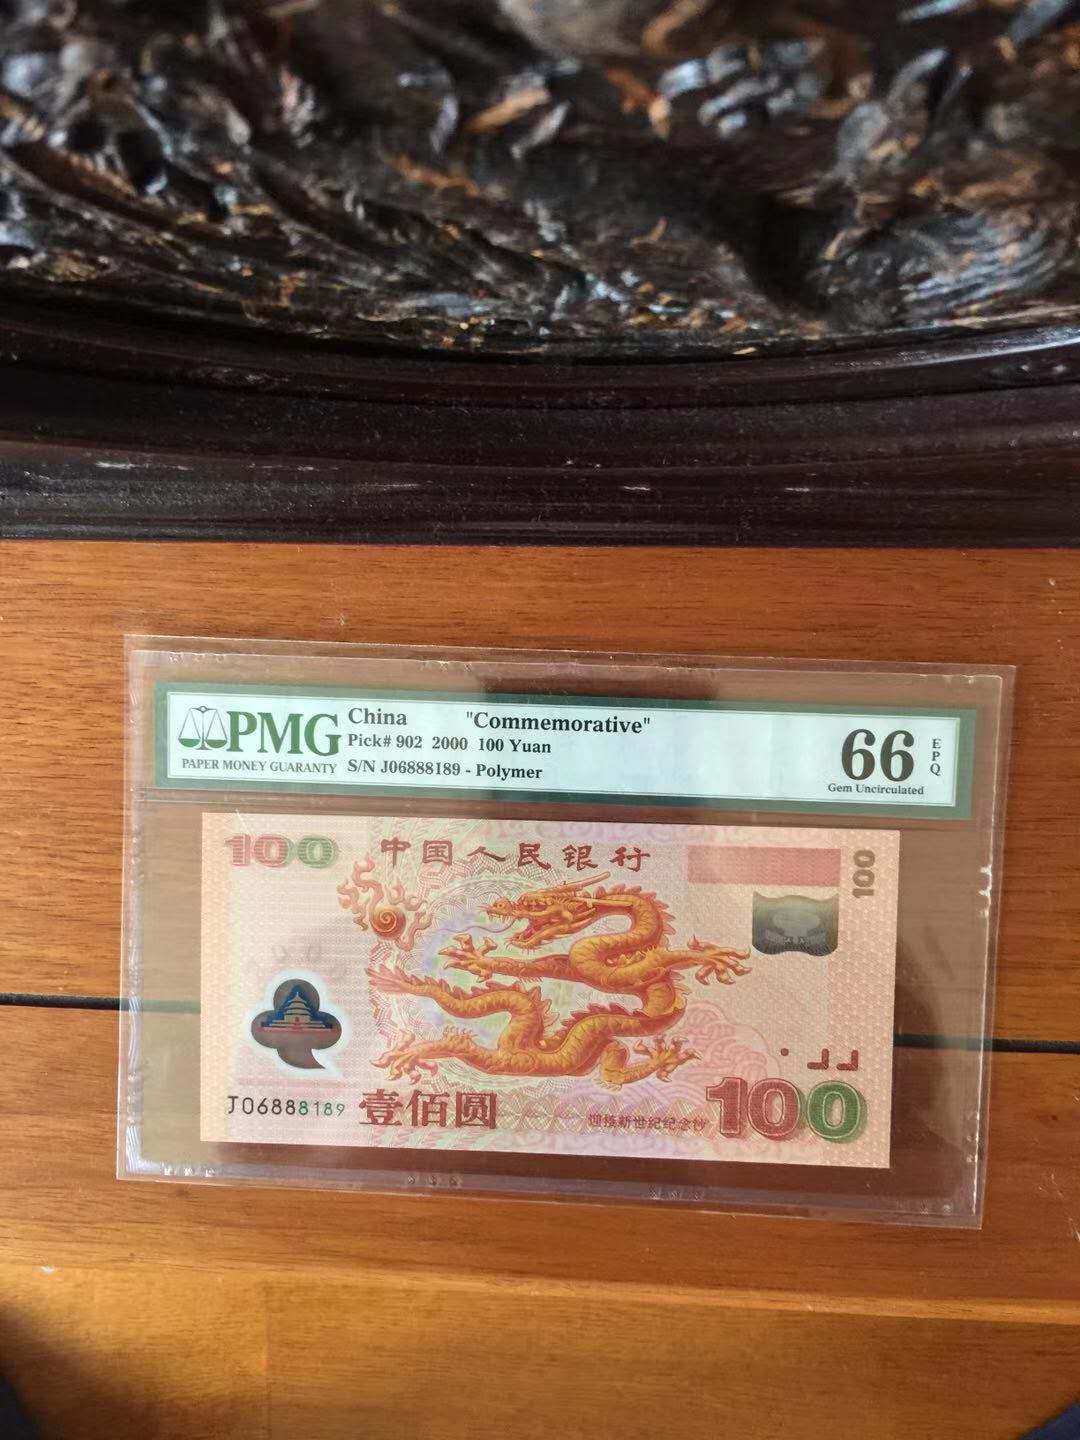 PMG
PAPER MONEY GUARANTY
China "Commemorative"
Pick# 902 2000 100 Yuan
S/N J06888189 - Polymer
66
EPQ
Gem Uncirculated
100
中国人民银行
100
J06888189
壹佰圆
迎接新世纪纪念钞
100